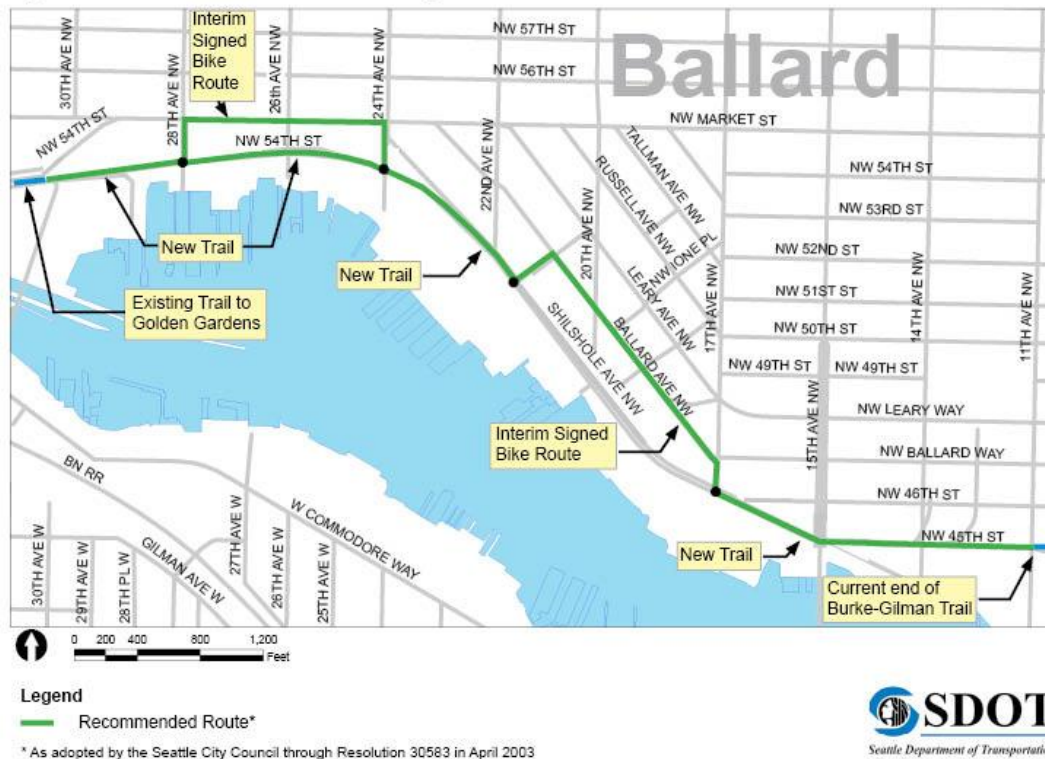 Ballard
Interim
Signed
Bike
Route
30TH AVE NW
28TH AVE NW
26th AVE NW
24TH AVE NW
NW 57TH ST
NW 56TH ST
NW MARKET ST
NW 54TH ST
NW 54TH ST
NW 54TH ST
22ND AVE NW
20TH AVE NW
TALLMAN AVE NW
RUSSELL AVE NW
NW IONE PL
LEARY AVE NW
17TH AVE NW
NW 53RD ST
NW 52ND ST
NW 51ST ST
NW 50TH ST
NW 49TH ST
NW 49TH ST
14TH AVE NW
11TH AVE NW
15TH AVE NW
New Trail
New Trail
Existing Trail to
Golden Gardens
SHILSHOLE AVE NW
BALLARD AVE NW
NW LEARY WAY
NW BALLARD WAY
NW 46TH ST
NW 45TH ST
Interim Signed
Bike Route
New Trail
Current end of
Burke-Gilman Trail
BN RR
GILMAN AVE W
W COMMODORE WAY
30TH AVE W
29TH AVE W
28TH PL W
27TH AVE W
26TH AVE W
25TH AVE W
0 200 400 800 1,200
Feet
Legend
Recommended Route*
* As adopted by the Seattle City Council through Resolution 30583 in April 2003
SDOT
Seattle Department of Transportation